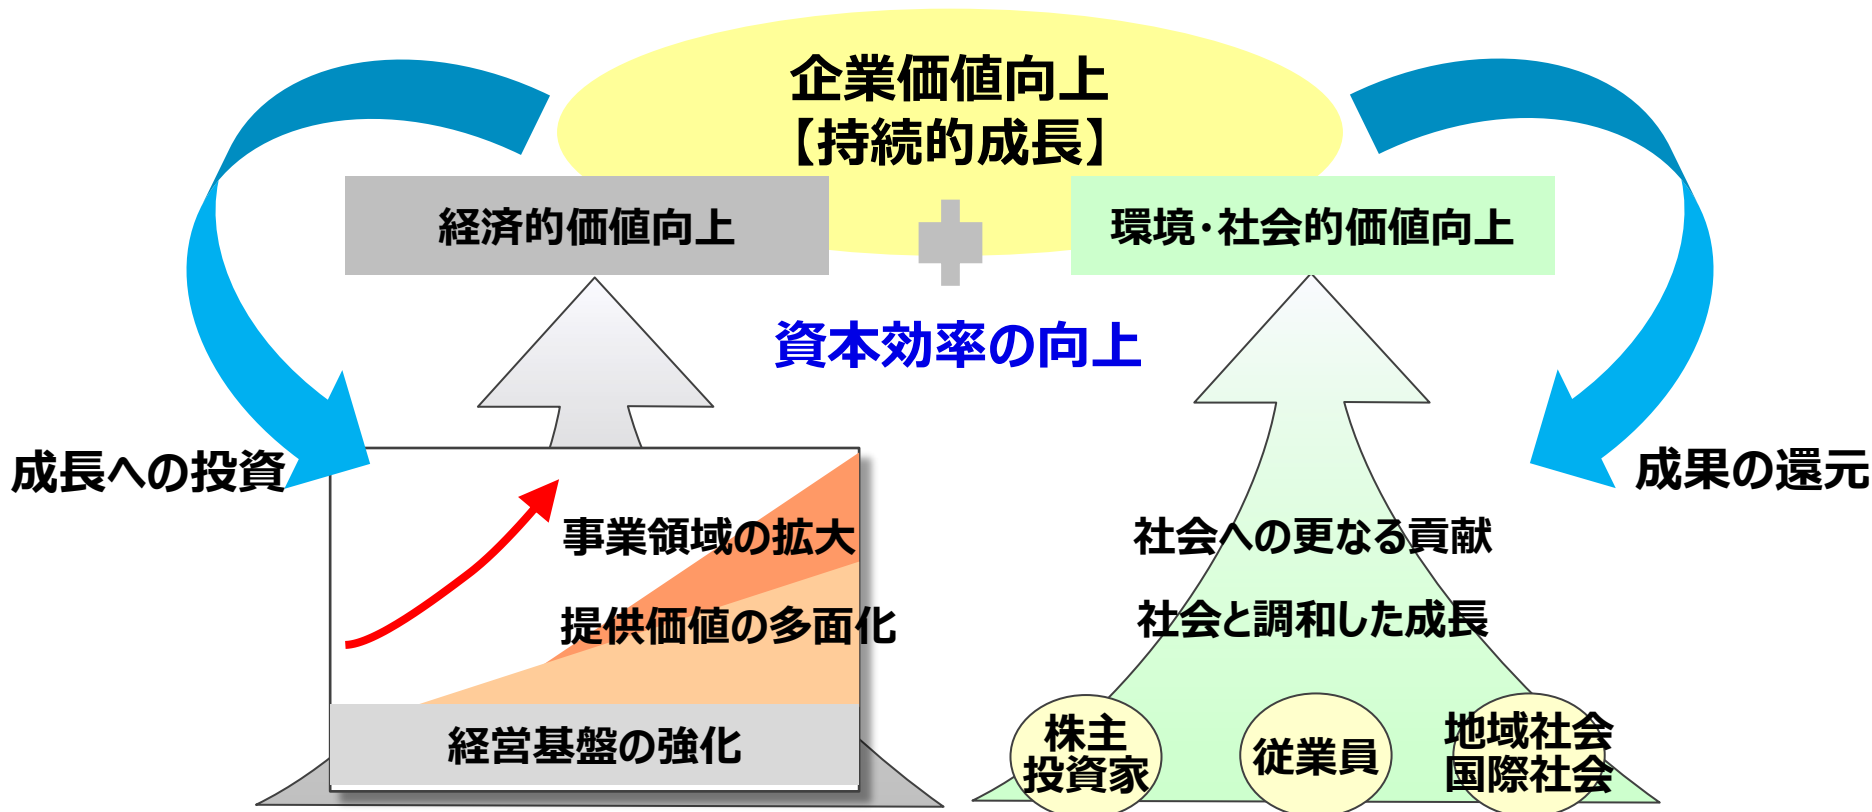 企業価値向上
【持続的成長】
経済的価値向上
環境・社会的価値向上
資本効率の向上
成長への投資
成果の還元
事業領域の拡大
提供価値の多面化
経営基盤の強化
社会への更なる貢献
社会と調和した成長
株主
投資家
従業員
地域社会
国際社会